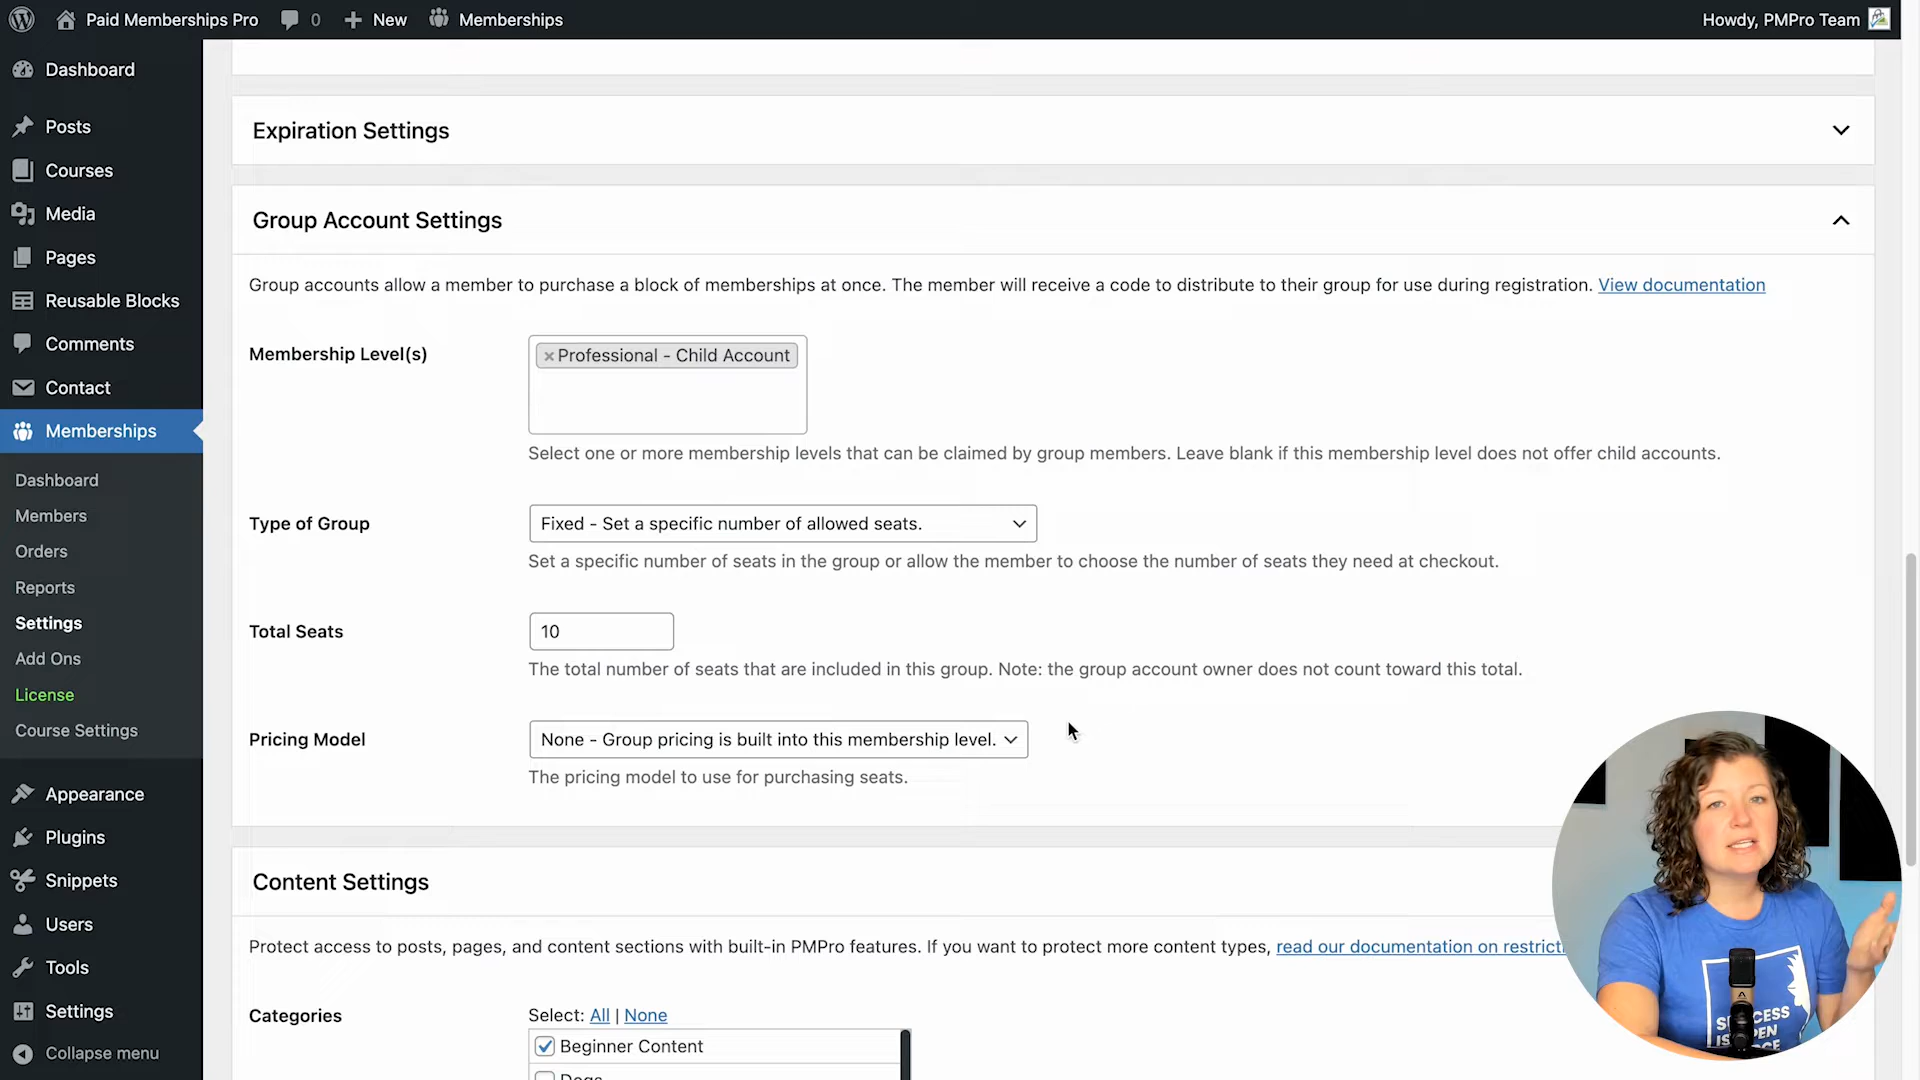 Paid Memberships Pro
0
New
Memberships
Howdy, PMPro Team
Dashboard
Posts
Courses
Media
Pages
Reusable Blocks
Comments
Contact
Memberships
Dashboard
Members
Orders
Reports
Settings
Add Ons
License
Course Settings
Appearance
Plugins
Snippets
Users
Tools
Settings
Collapse menu
Expiration Settings
Group Account Settings
Group accounts allow a member to purchase a block of memberships at once. The member will receive a code to distribute to their group for use during registration. View documentation
Membership Level(s)
×Professional - Child Account
Select one or more membership levels that can be claimed by group members. Leave blank if this membership level does not offer child accounts.
Type of Group
Fixed - Set a specific number of allowed seats.
Set a specific number of seats in the group or allow the member to choose the number of seats they need at checkout.
Total Seats
10
The total number of seats that are included in this group. Note: the group account owner does not count toward this total.
Pricing Model
None - Group pricing is built into this membership level.
The pricing model to use for purchasing seats.
Content Settings
Protect access to posts, pages, and content sections with built-in PMPro features. If you want to protect more content types, read our documentation on
Categories
Select: All | None
Beginner Content